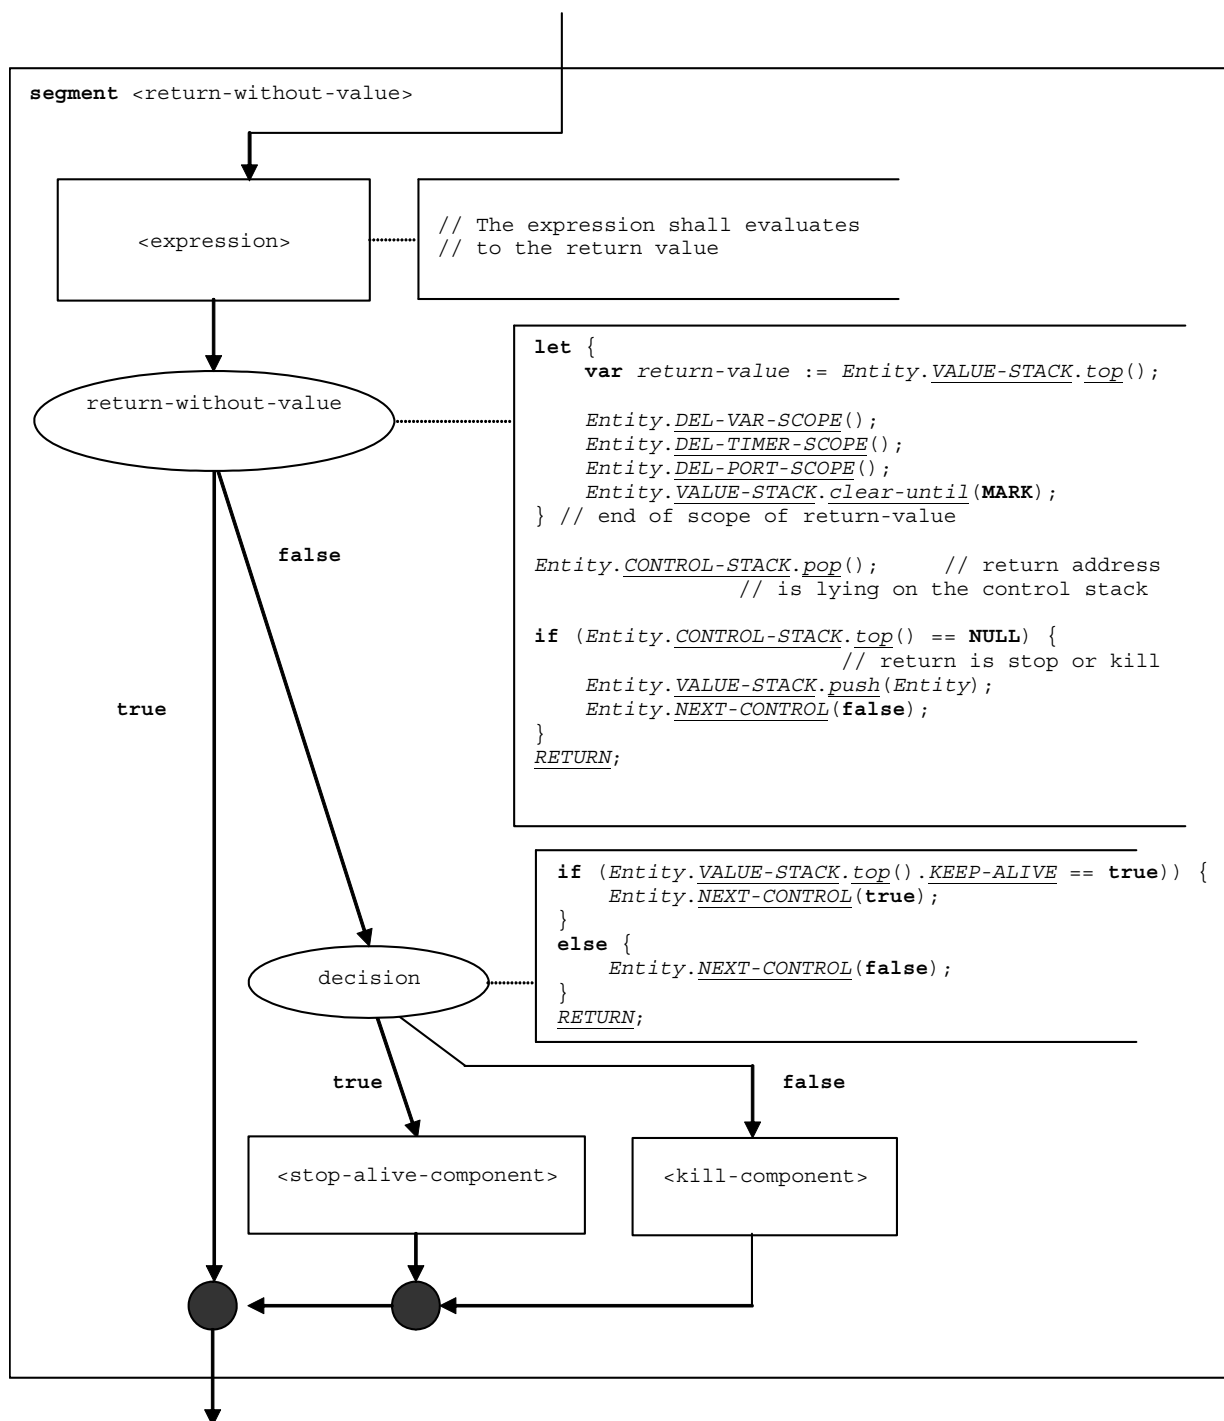 segment <return-without-value>
<expression>
// The expression shall evaluates
// to the return value
return-without-value
let {
var return-value := Entity.VALUE-STACK.top();
Entity.DEL-VAR-SCOPE();
Entity.DEL-TIMER-SCOPE();
Entity.DEL-PORT-SCOPE();
Entity.VALUE-STACK.clear-until(MARK);
} // end of scope of return-value
Entity.CONTROL-STACK.pop(); // return address
// is lying on the control stack
if (Entity.CONTROL-STACK.top() == NULL) {
// return is stop or kill
Entity.VALUE-STACK.push(Entity);
Entity.NEXT-CONTROL(false);
}
RETURN;
false
true
if (Entity.VALUE-STACK.top().KEEP-ALIVE == true)) {
Entity.NEXT-CONTROL(true);
}
else {
Entity.NEXT-CONTROL(false);
}
RETURN;
decision
true
false
<stop-alive-component>
<kill-component>